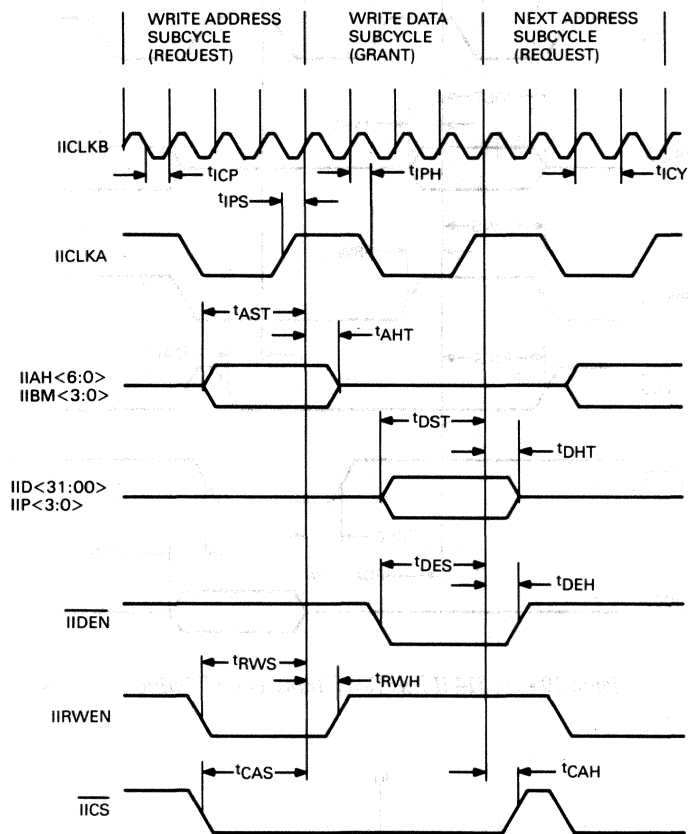 WRITE ADDRESS
SUBCYCLE
(REQUEST)
WRITE DATA
SUBCYCLE
(GRANT)
NEXT ADDRESS
SUBCYCLE
(REQUEST)
IICLKB
tICP
tIPH
tICY
tIPS
IICLKA
tAST
tAHT
IIAH<6:0>
IIBM<3:0>
tDST
tDHT
IID<31:00>
IIP<3:0>
tDES
tDEH
IIDEN
tRWS
tRWH
IIRWEN
tCAS
tCAH
IICS